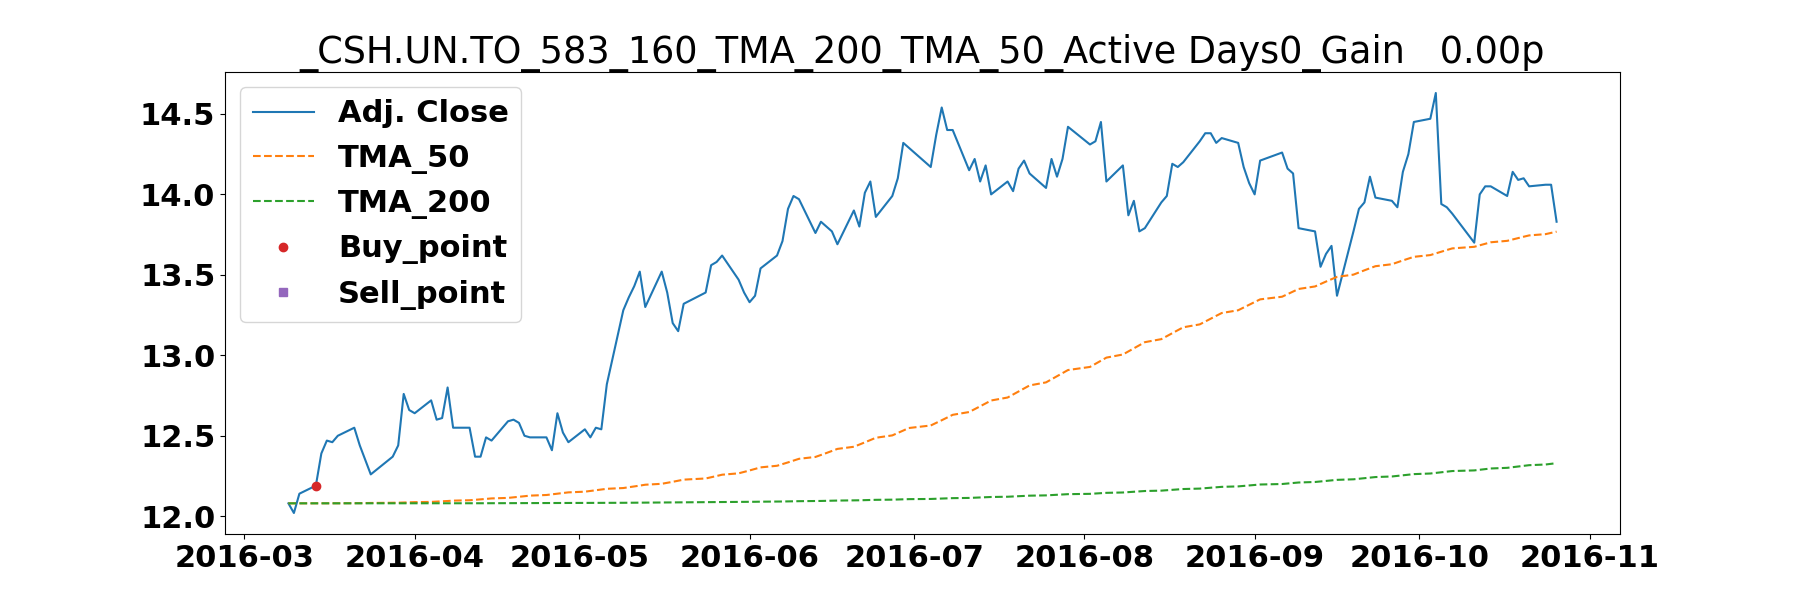 _CSH.UN.TO_583_160_TMA_200_TMA_50_Active Days0_Gain   0.00p
Adj. Close
TMA_50
TMA_200
Buy_point
Sell_point
14.5
14.0
13.5
13.0
12.5
12.0
2016-03 2016-04 2016-05 2016-06 2016-07 2016-08 2016-09 2016-10 2016-11